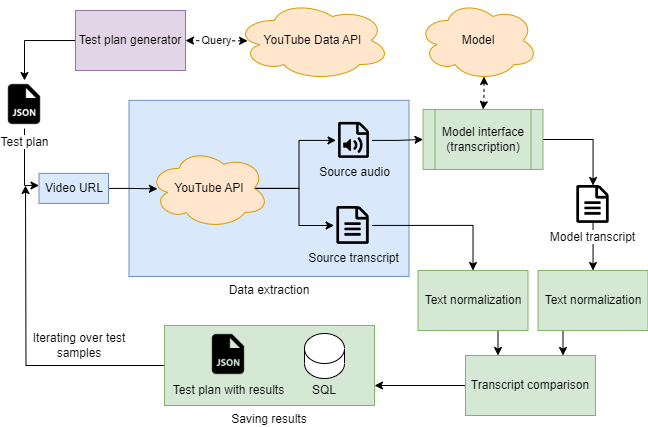 Test plan generator
Query
YouTube Data API
Model
JSON
Test plan
Video URL
YouTube API
Source audio
Source transcript
Data extraction
Model interface
(transcription)
Model transcript
Text normalization
Text normalization
Transcript comparison
Iterating over test
samples
JSON
Test plan with results
SQL
Saving results